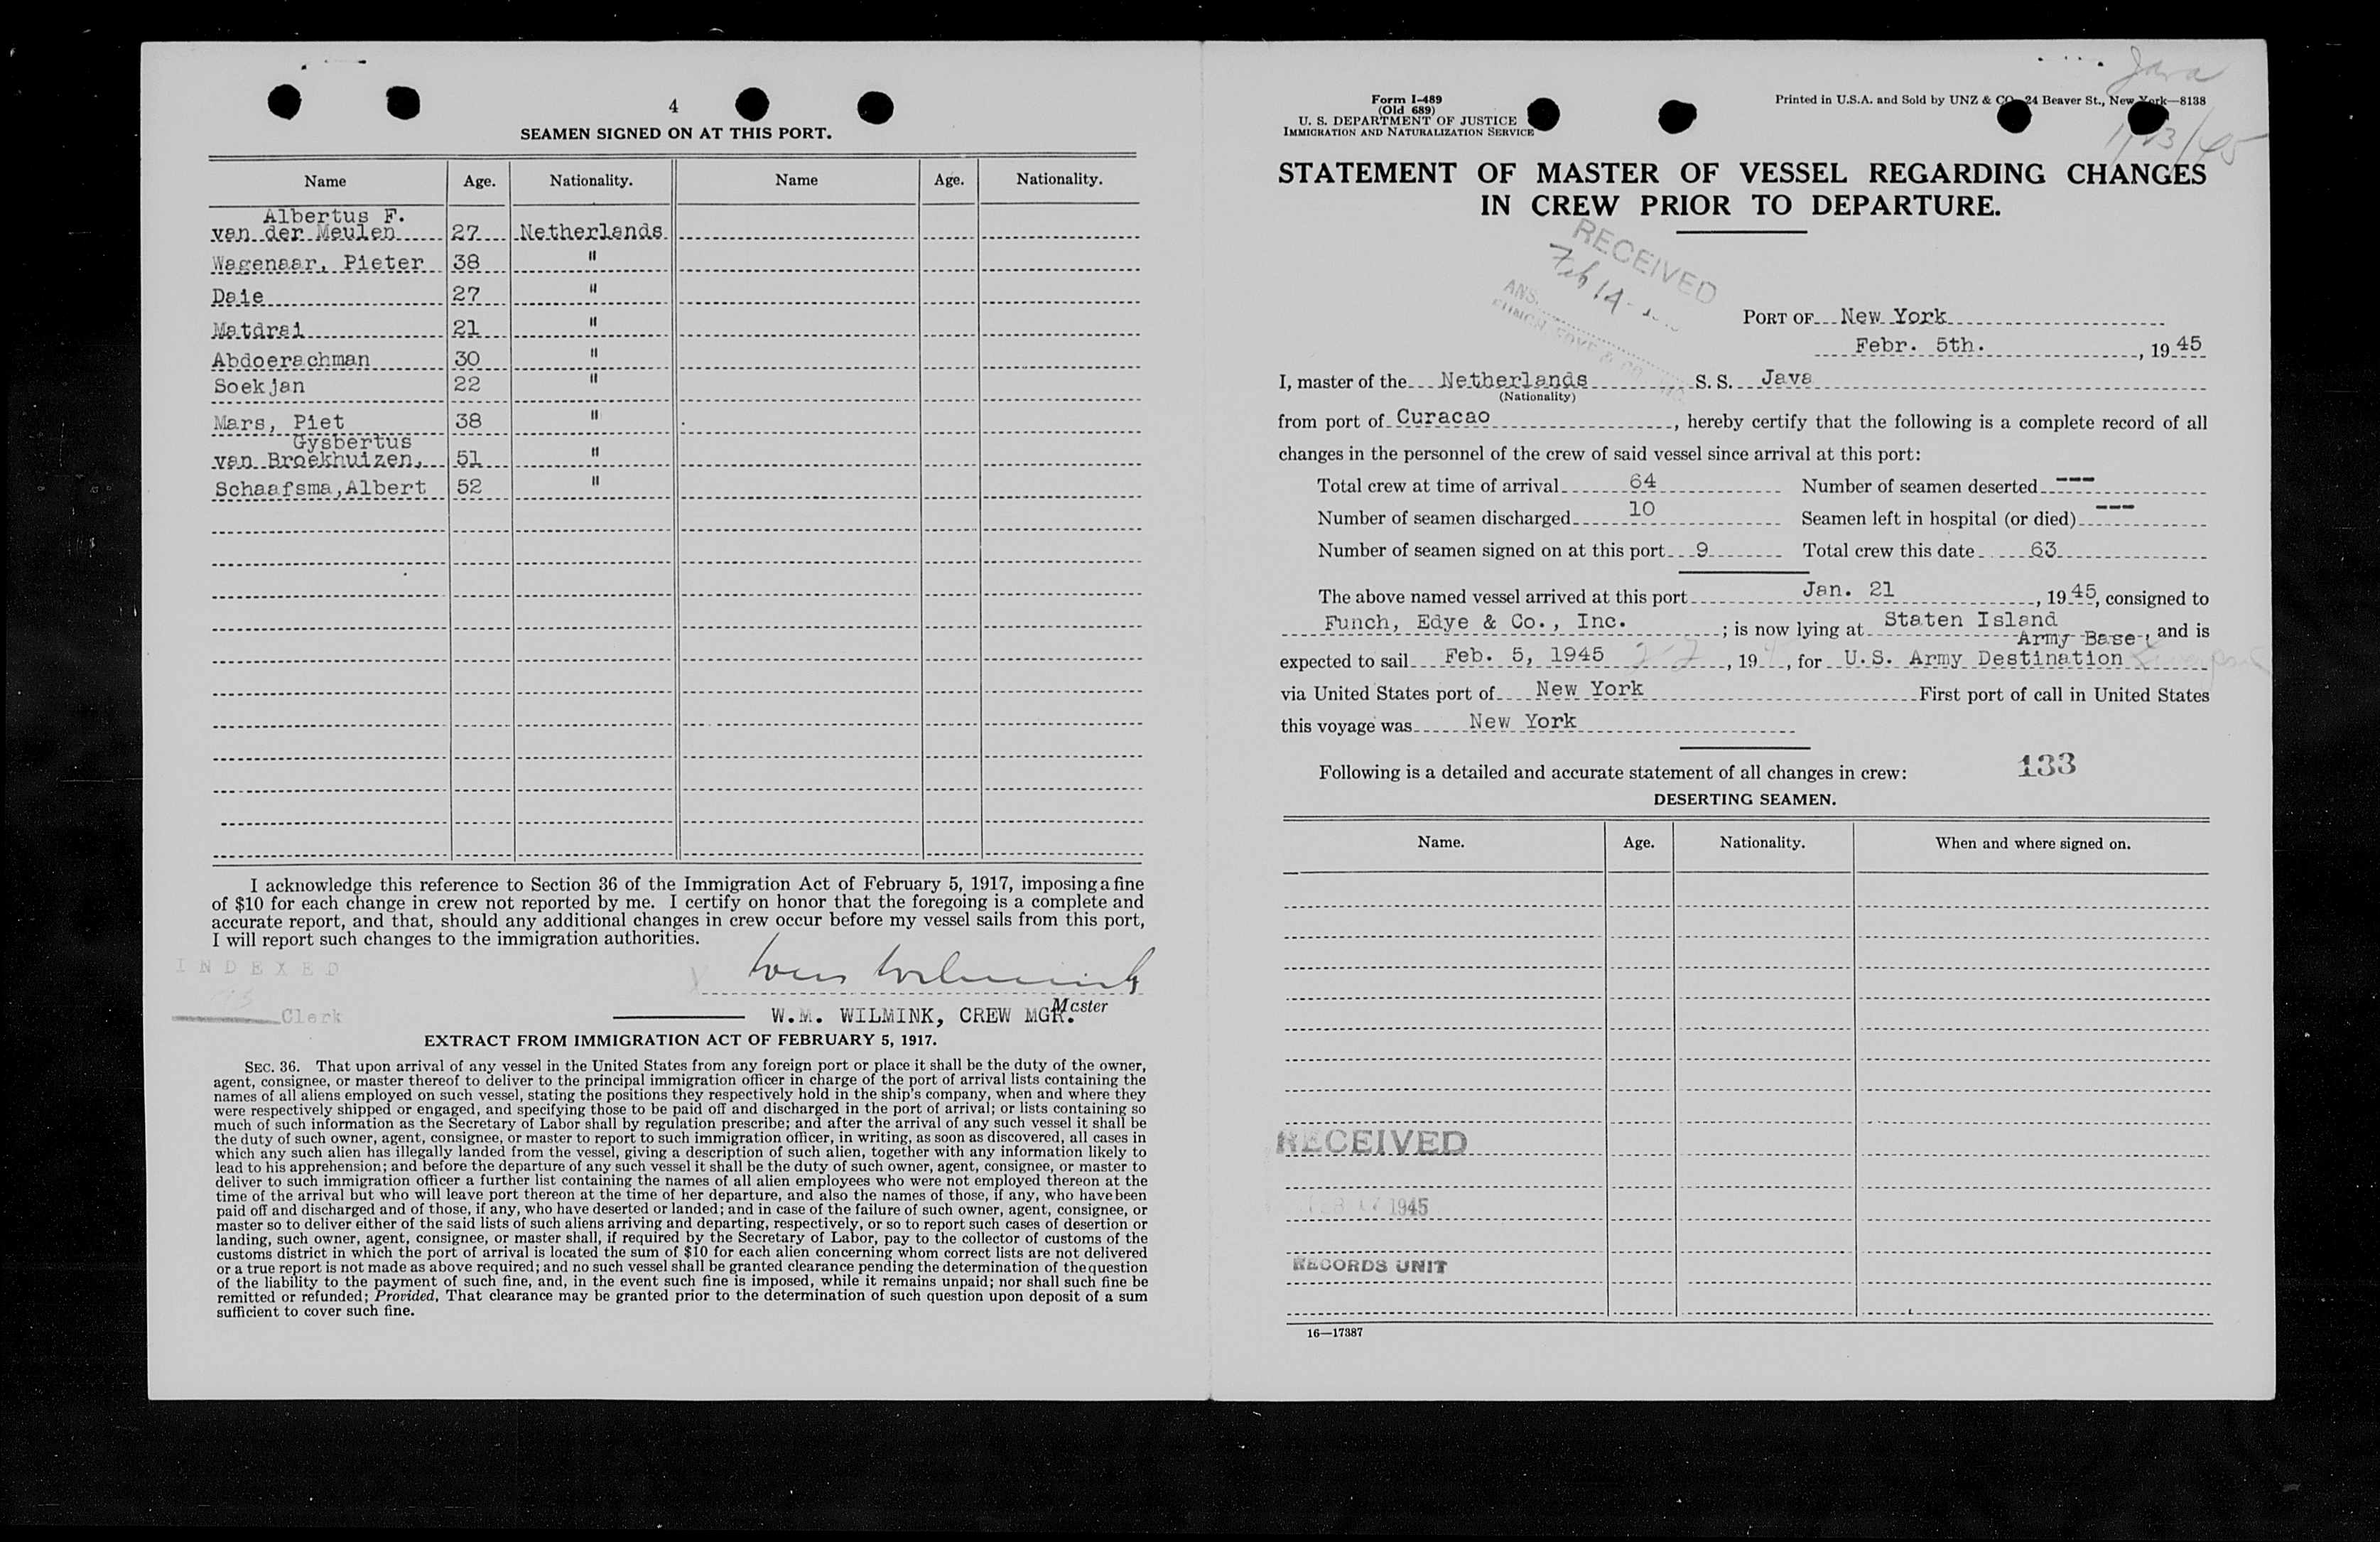 4
SEAMEN SIGNED ON AT THIS PORT.
Name Age. Nationality. Name Age. Nationality.
Albertus F.
van der Meulen 27 Netherlands
Wagenaar, Pieter 38 "
Daie 27 "
Matdrai 21 "
Abdoerachman 30 "
Soekjan 22 "
Mars, Piet 38 "
Gysbertus
van Broekhuizen, 51 "
Schaafsma, Albert 52 "
I acknowledge this reference to Section 36 of the Immigration Act of February 5, 1917, imposing a fine
of $10 for each change in crew not reported by me. I certify on honor that the foregoing is a complete and
accurate report, and that, should any additional changes in crew occur before my vessel sails from this port,
I will report such changes to the immigration authorities.
INDEXED
Clerk
W.M. WILMINK, CREW MGR. Master
EXTRACT FROM IMMIGRATION ACT OF FEBRUARY 5, 1917.
SEC. 36. That upon arrival of any vessel in the United States from any foreign port or place it shall be the duty of the owner,
agent, consignee, or master thereof to deliver to the principal immigration officer in charge of the port of arrival lists containing the
names of all aliens employed on such vessel, stating the positions they respectively hold in the ship's company, when and where they
were respectively shipped or engaged, and specifying those to be paid off and discharged in the port of arrival; or lists containing so
much of such information as the Secretary of Labor shall by regulation prescribe; and after the arrival of any such vessel it shall be
the duty of such owner, agent, consignee, or master to report to such immigration officer, in writing, as soon as discovered, all cases in
which any such alien has illegally landed from the vessel, giving a description of such alien, together with any information likely to
lead to his apprehension; and before the departure of any such vessel it shall be the duty of such owner, agent, consignee, or master to
deliver to such immigration officer a further list containing the names of all alien employees who were not employed thereon at the
time of the arrival but who will leave port thereon at the time of her departure, and also the names of those, if any, who have been
paid off and discharged and of those, if any, who have deserted or landed; and in case of the failure of such owner, agent, consignee, or
master so to deliver either of the said lists of such aliens arriving and departing, respectively, or so to report such cases of desertion or
landing, such owner, agent, consignee, or master shall, if required by the Secretary of Labor, pay to the collector of customs of the
customs district in which the port of arrival is located the sum of $10 for each alien concerning whom correct lists are not delivered
or a true report is not made as above required; and no such vessel shall be granted clearance pending the determination of the question
of the liability to the payment of such fine, and, in the event such fine is imposed, while it remains unpaid; nor shall such fine be
remitted or refunded; Provided, That clearance may be granted prior to the determination of such question upon deposit of a sum
sufficient to cover such fine.
Java
Form I-489
(Old 689)
U. S. DEPARTMENT OF JUSTICE
IMMIGRATION AND NATURALIZATION SERVICE
Printed in U.S.A. and Sold by UNZ & CO 24 Beaver St., New York—8138
STATEMENT OF MASTER OF VESSEL REGARDING CHANGES
IN CREW PRIOR TO DEPARTURE.
RECEIVED
Feb 14
ANS.
PORT OF New York
Febr. 5th. , 19 45
I, master of the Netherlands S. S. Java
(Nationality)
from port of Curacao , hereby certify that the following is a complete record of all
changes in the personnel of the crew of said vessel since arrival at this port:
Total crew at time of arrival 64 Number of seamen deserted ---
Number of seamen discharged 10 Seamen left in hospital (or died) ---
Number of seamen signed on at this port 9 Total crew this date 63
The above named vessel arrived at this port Jan. 21 , 19 45, consigned to
Funch, Edye & Co., Inc. ; is now lying at Staten Island
Army Base, and is
expected to sail Feb. 5, 1945 , 19 , for U.S. Army Destination
via United States port of New York First port of call in United States
this voyage was New York
Following is a detailed and accurate statement of all changes in crew: 133
DESERTING SEAMEN.
Name. Age. Nationality. When and where signed on.
RECEIVED
1945
RECORDS UNIT
16—17387